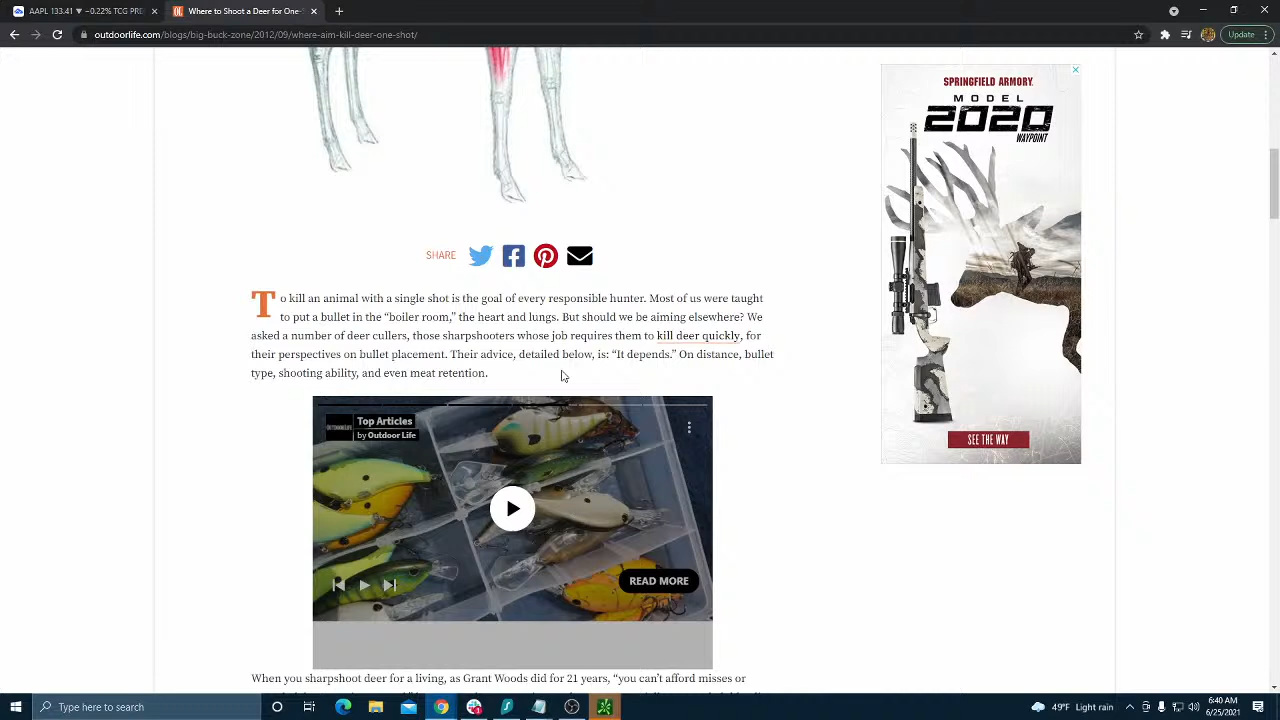 AAPL 133.41 ▼ −0.22% TCG PRE
Where to Shoot a Deer for One-S
outdoorlife.com/blogs/big-buck-zone/2012/09/where-aim-kill-deer-one-shot/
Update
SPRINGFIELD ARMORY.
MODEL
2020
WAYPOINT
SEE THE WAY
SHARE
To kill an animal with a single shot is the goal of every responsible hunter. Most of us were taught
to put a bullet in the “boiler room,” the heart and lungs. But should we be aiming elsewhere? We
asked a number of deer cullers, those sharpshooters whose job requires them to kill deer quickly, for
their perspectives on bullet placement. Their advice, detailed below, is: “It depends.” On distance, bullet
type, shooting ability, and even meat retention.
Top Articles
by Outdoor Life
READ MORE
When you sharpshoot deer for a living, as Grant Woods did for 21 years, “you can’t afford misses or
Type here to search
49°F Light rain
6:40 AM
6/25/2021